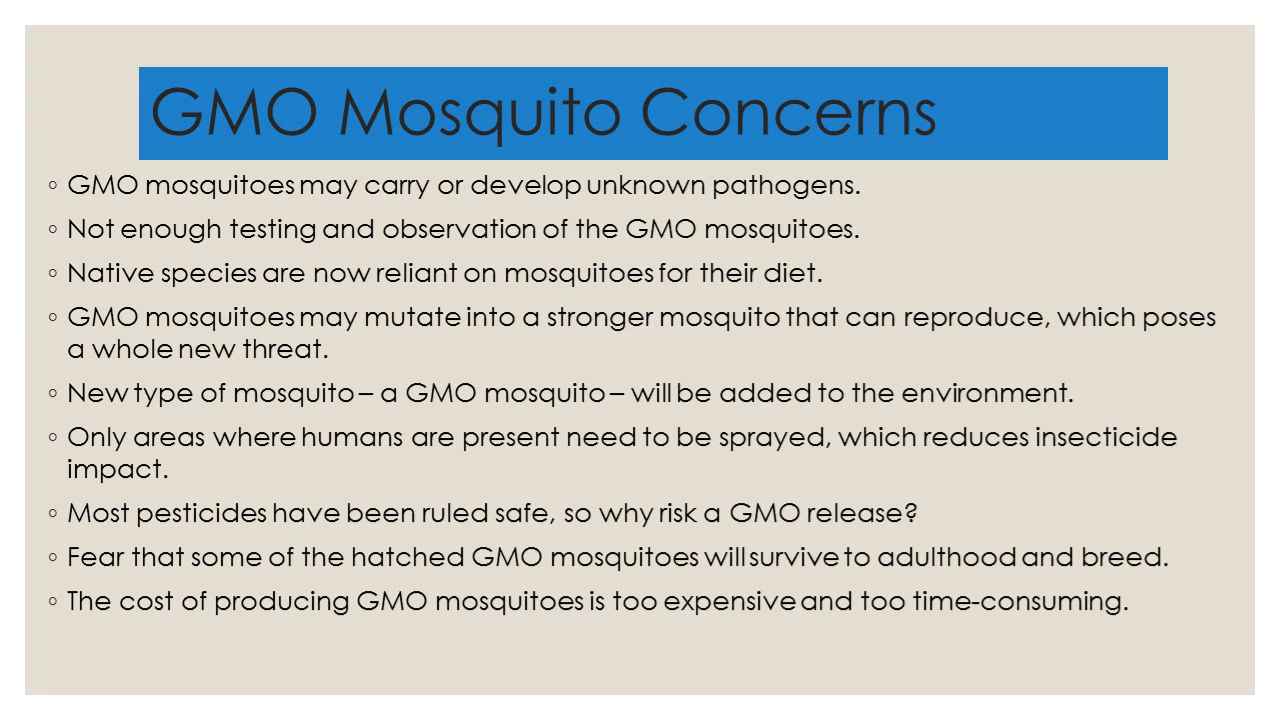 GMO Mosquito Concerns
◦ GMO mosquitoes may carry or develop unknown pathogens.
◦ Not enough testing and observation of the GMO mosquitoes.
◦ Native species are now reliant on mosquitoes for their diet.
◦ GMO mosquitoes may mutate into a stronger mosquito that can reproduce, which poses
a whole new threat.
◦ New type of mosquito – a GMO mosquito – will be added to the environment.
◦ Only areas where humans are present need to be sprayed, which reduces insecticide
impact.
◦ Most pesticides have been ruled safe, so why risk a GMO release?
◦ Fear that some of the hatched GMO mosquitoes will survive to adulthood and breed.
◦ The cost of producing GMO mosquitoes is too expensive and too time-consuming.